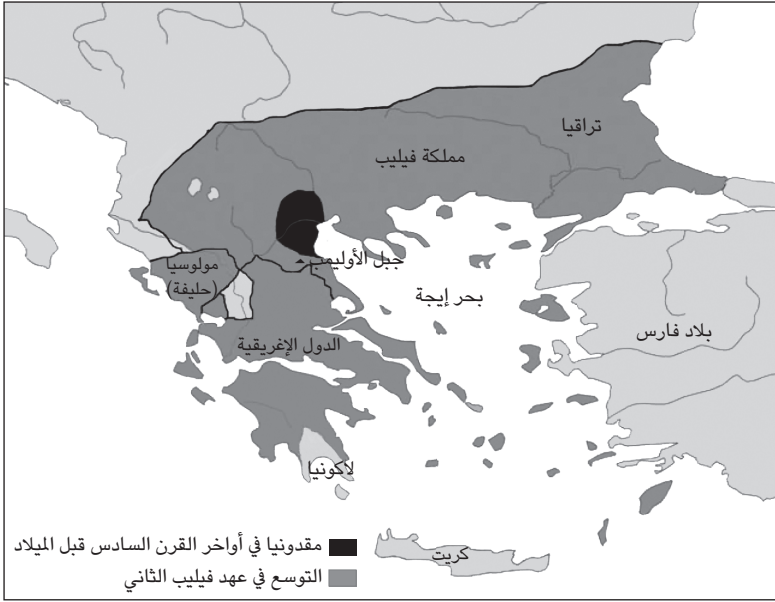 تراقيا
مملكة فيليب
جبل الأوليمب
مولوسيا
(حليفة)
بحر إيجة
بلاد فارس
الدول الإغريقية
لاكونيا
كريت
مقدونيا في أواخر القرن السادس قبل الميلاد
التوسع في عهد فيليب الثاني